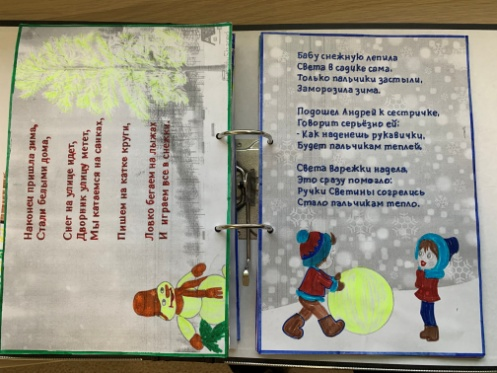 Наконец пришла зима,
Стали белыми дома,
Снег на улице идет,
Дворник улицу метет,
Мы катаемся на санках,
Пишем на катке круги,
Ловко бегаем на лыжах
И играем все в снежки.
Бабу снежную лепила
Света в садике сама.
Только пальчики застыли,
Заморозила зима.
Подошел Андрей к сестричке,
Говорит серьёзно ей:
- Как наденешь рукавички,
Будет пальчикам теплей.
Света варежки надела,
Это сразу помогло.
Ручки Светины согрелись
Стало пальчикам тепло.